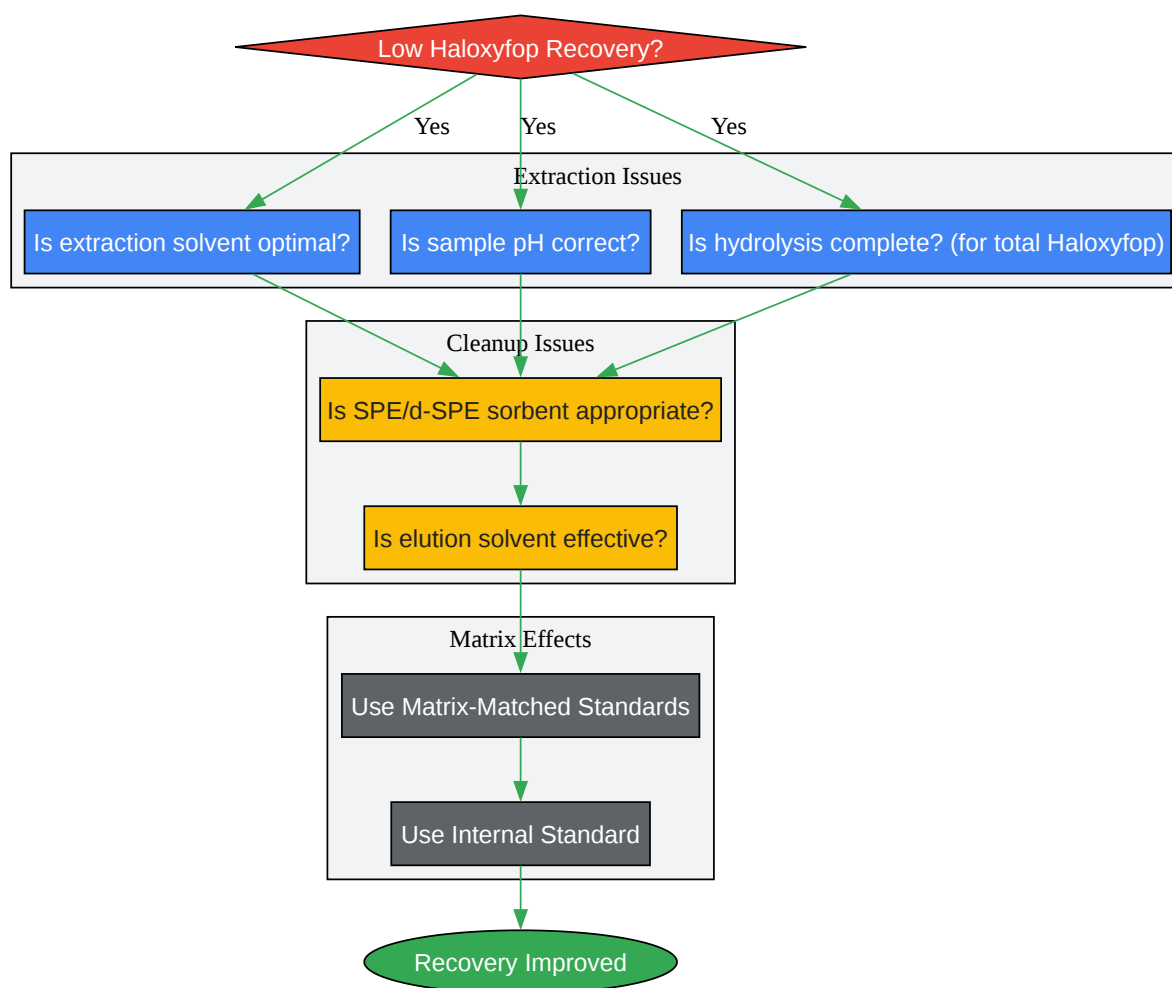 Low Haloxyfop Recovery?
Yes
Yes
Yes
Extraction Issues
Is extraction solvent optimal?
Is sample pH correct?
Is hydrolysis complete? (for total Haloxyfop)
Cleanup Issues
Is SPE/d-SPE sorbent appropriate?
Is elution solvent effective?
Matrix Effects
Use Matrix-Matched Standards
Use Internal Standard
Recovery Improved